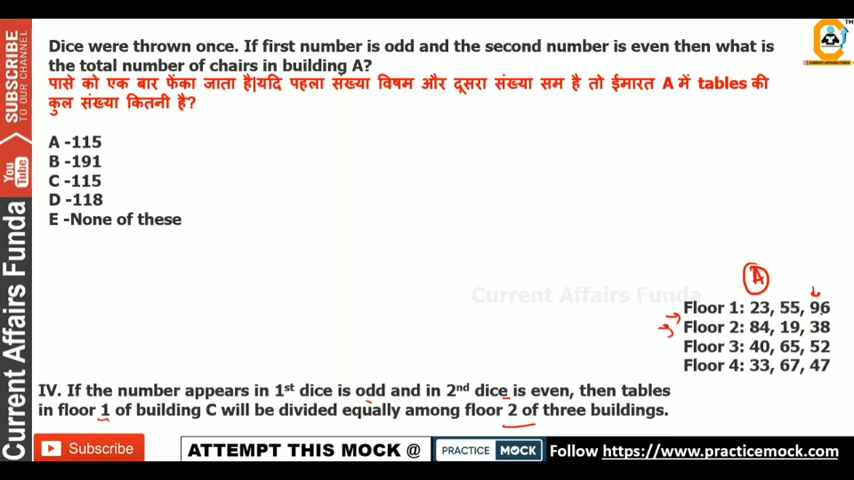 Dice were thrown once. If first number is odd and the second number is even then what is
the total number of chairs in building A?
पासे को एक बार फेंका जाता है|यदि पहला संख्या विषम और दूसरा संख्या सम है तो ईमारत A में tables की
कुल संख्या कितनी है?
A -115
B -191
C -115
D -118
E -None of these
Current Affairs Funda
A
Floor 1: 23, 55, 96
Floor 2: 84, 19, 38
Floor 3: 40, 65, 52
Floor 4: 33, 67, 47
IV. If the number appears in 1st dice is odd and in 2nd dice is even, then tables
in floor 1 of building C will be divided equally among floor 2 of three buildings.
Subscribe
ATTEMPT THIS MOCK @
PRACTICE MOCK
Follow https://www.practicemock.com
SUBSCRIBE
TO OUR CHANNEL
You Tube
Current Affairs Funda
CURRENT AFFAIRS FUNDA
TM